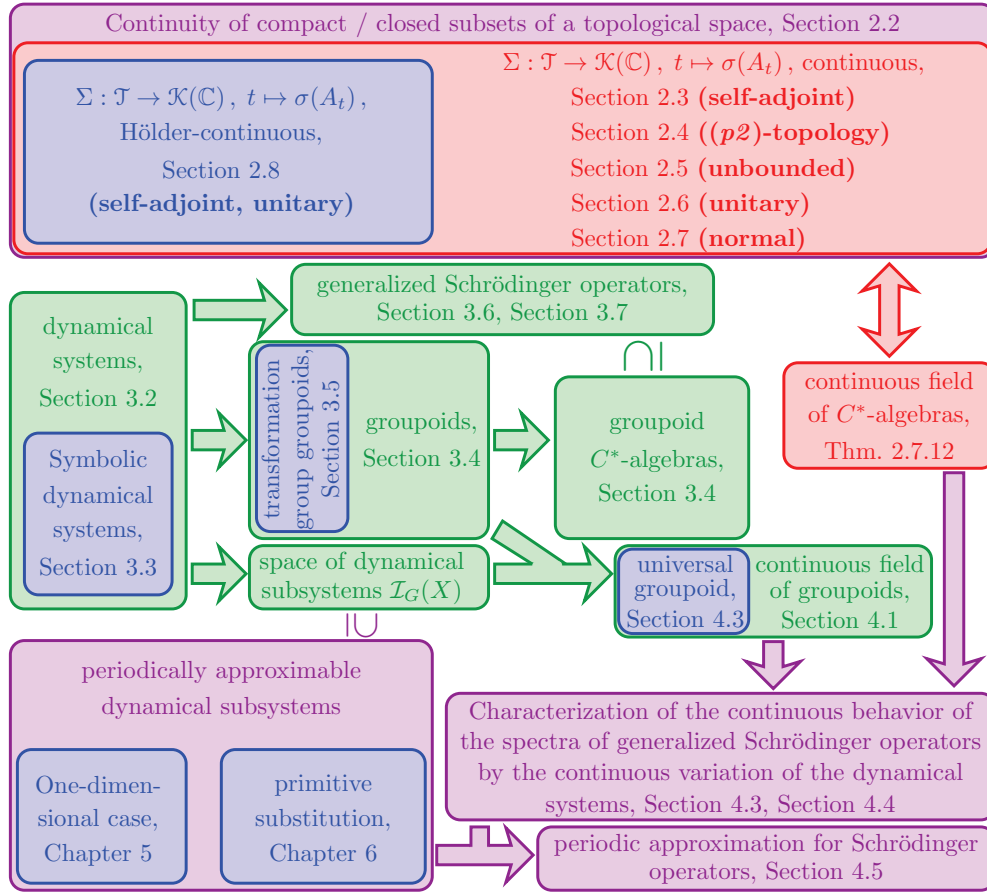 Continuity of compact / closed subsets of a topological space, Section 2.2
Σ : 𝒯 → 𝒦(ℂ) , t ↦ σ(A_t) ,
Hölder-continuous,
Section 2.8
(self-adjoint, unitary)
Σ : 𝒯 → 𝒦(ℂ) , t ↦ σ(A_t) , continuous,
Section 2.3 (self-adjoint)
Section 2.4 ((p2)-topology)
Section 2.5 (unbounded)
Section 2.6 (unitary)
Section 2.7 (normal)
dynamical
systems,
Section 3.2
Symbolic
dynamical
systems,
Section 3.3
generalized Schrödinger operators,
Section 3.6, Section 3.7
transformation
group groupoids,
Section 3.5
groupoids,
Section 3.4
⋂|
groupoid
C*-algebras,
Section 3.4
continuous field
of C*-algebras,
Thm. 2.7.12
space of dynamical
subsystems ℐ_G(X)
universal
groupoid,
Section 4.3
continuous field
of groupoids,
Section 4.1
|⋃
periodically approximable
dynamical subsystems
One-dimen-
sional case,
Chapter 5
primitive
substitution,
Chapter 6
Characterization of the continuous behavior of
the spectra of generalized Schrödinger operators
by the continuous variation of the dynamical
systems, Section 4.3, Section 4.4
periodic approximation for Schrödinger
operators, Section 4.5